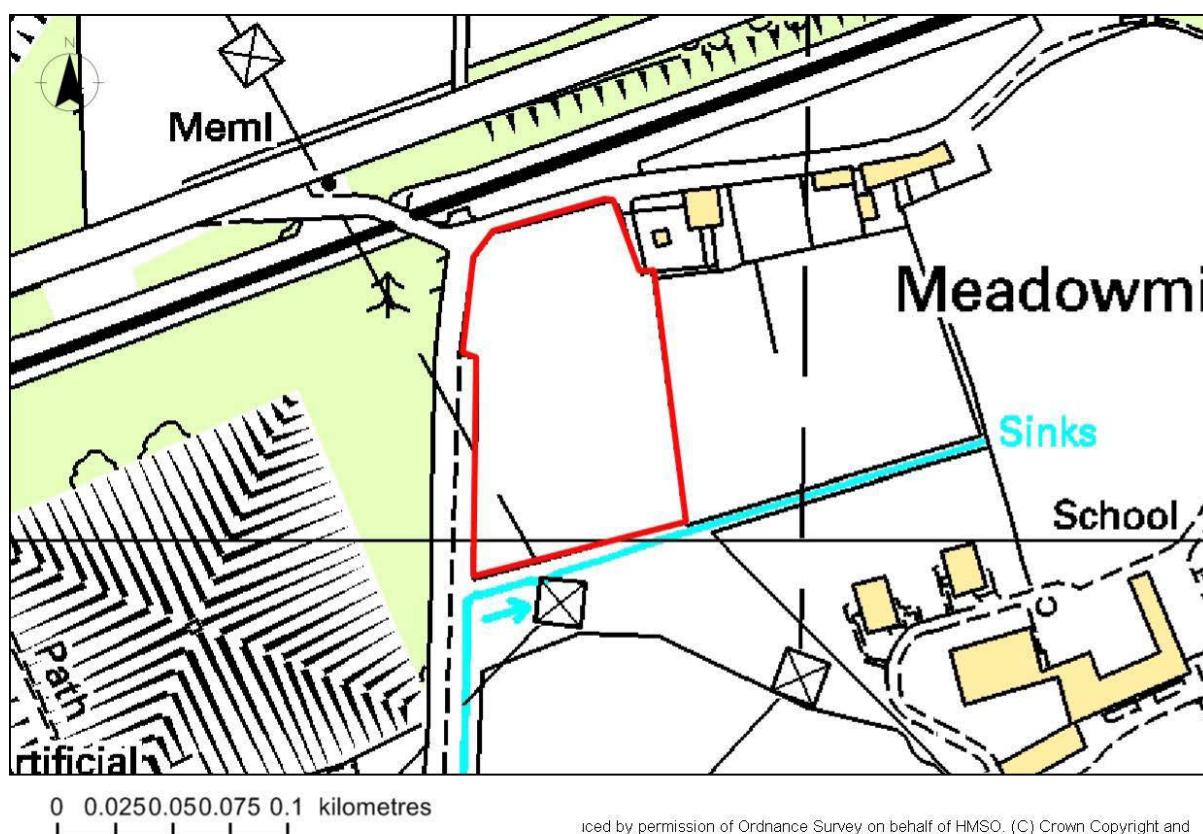 N
Meml
Meadowmi
Sinks
School
Path
rtificial
0 0.0250.050.075 0.1 kilometres
iced by permission of Ordnance Survey on behalf of HMSO. (C) Crown Copyright and